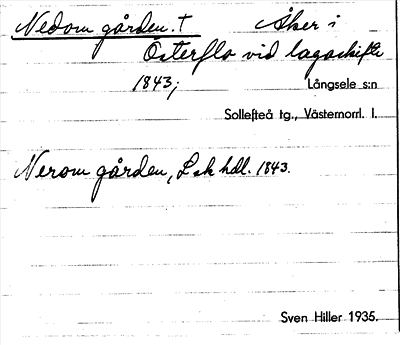 Nedom gården. † Åker i
Österflo vid lagaskifte
1843; Långsele s:n
Sollefteå tg., Västernorrl. l.
Nerom gården, Lsk hdl. 1843.
Sven Hiller 1935.